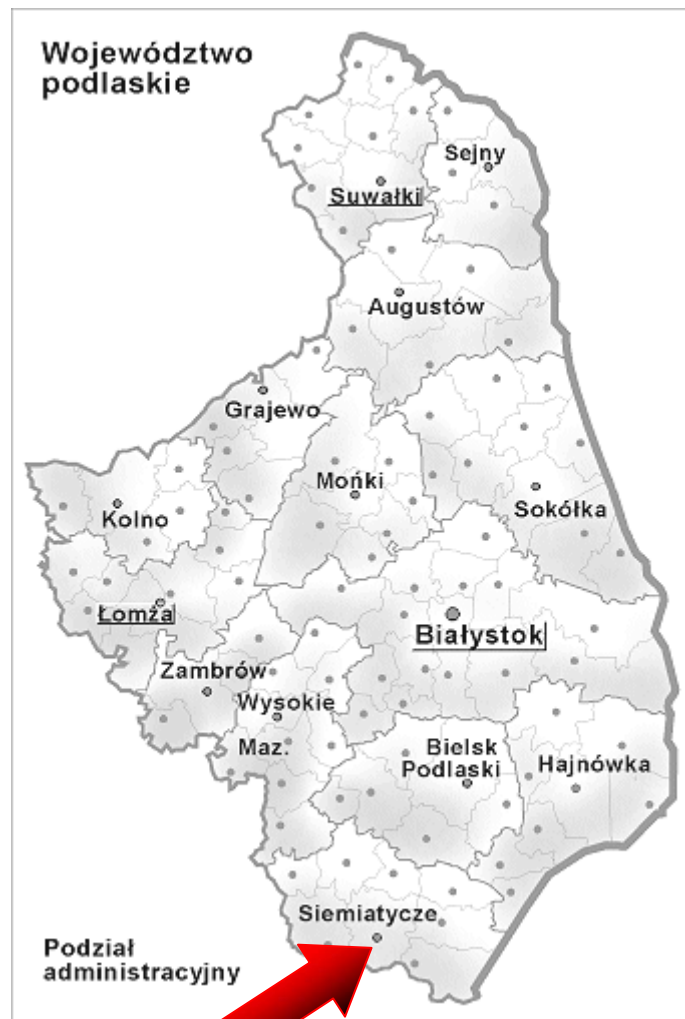 Województwo
podlaskie
Sejny
Suwałki
Augustów
Grajewo
Mońki
Kolno
Sokółka
Łomża
Białystok
Zambrów
Wysokie
Maz.
Bielsk
Podlaski
Hajnówka
Siemiatycze
Podział
administracyjny